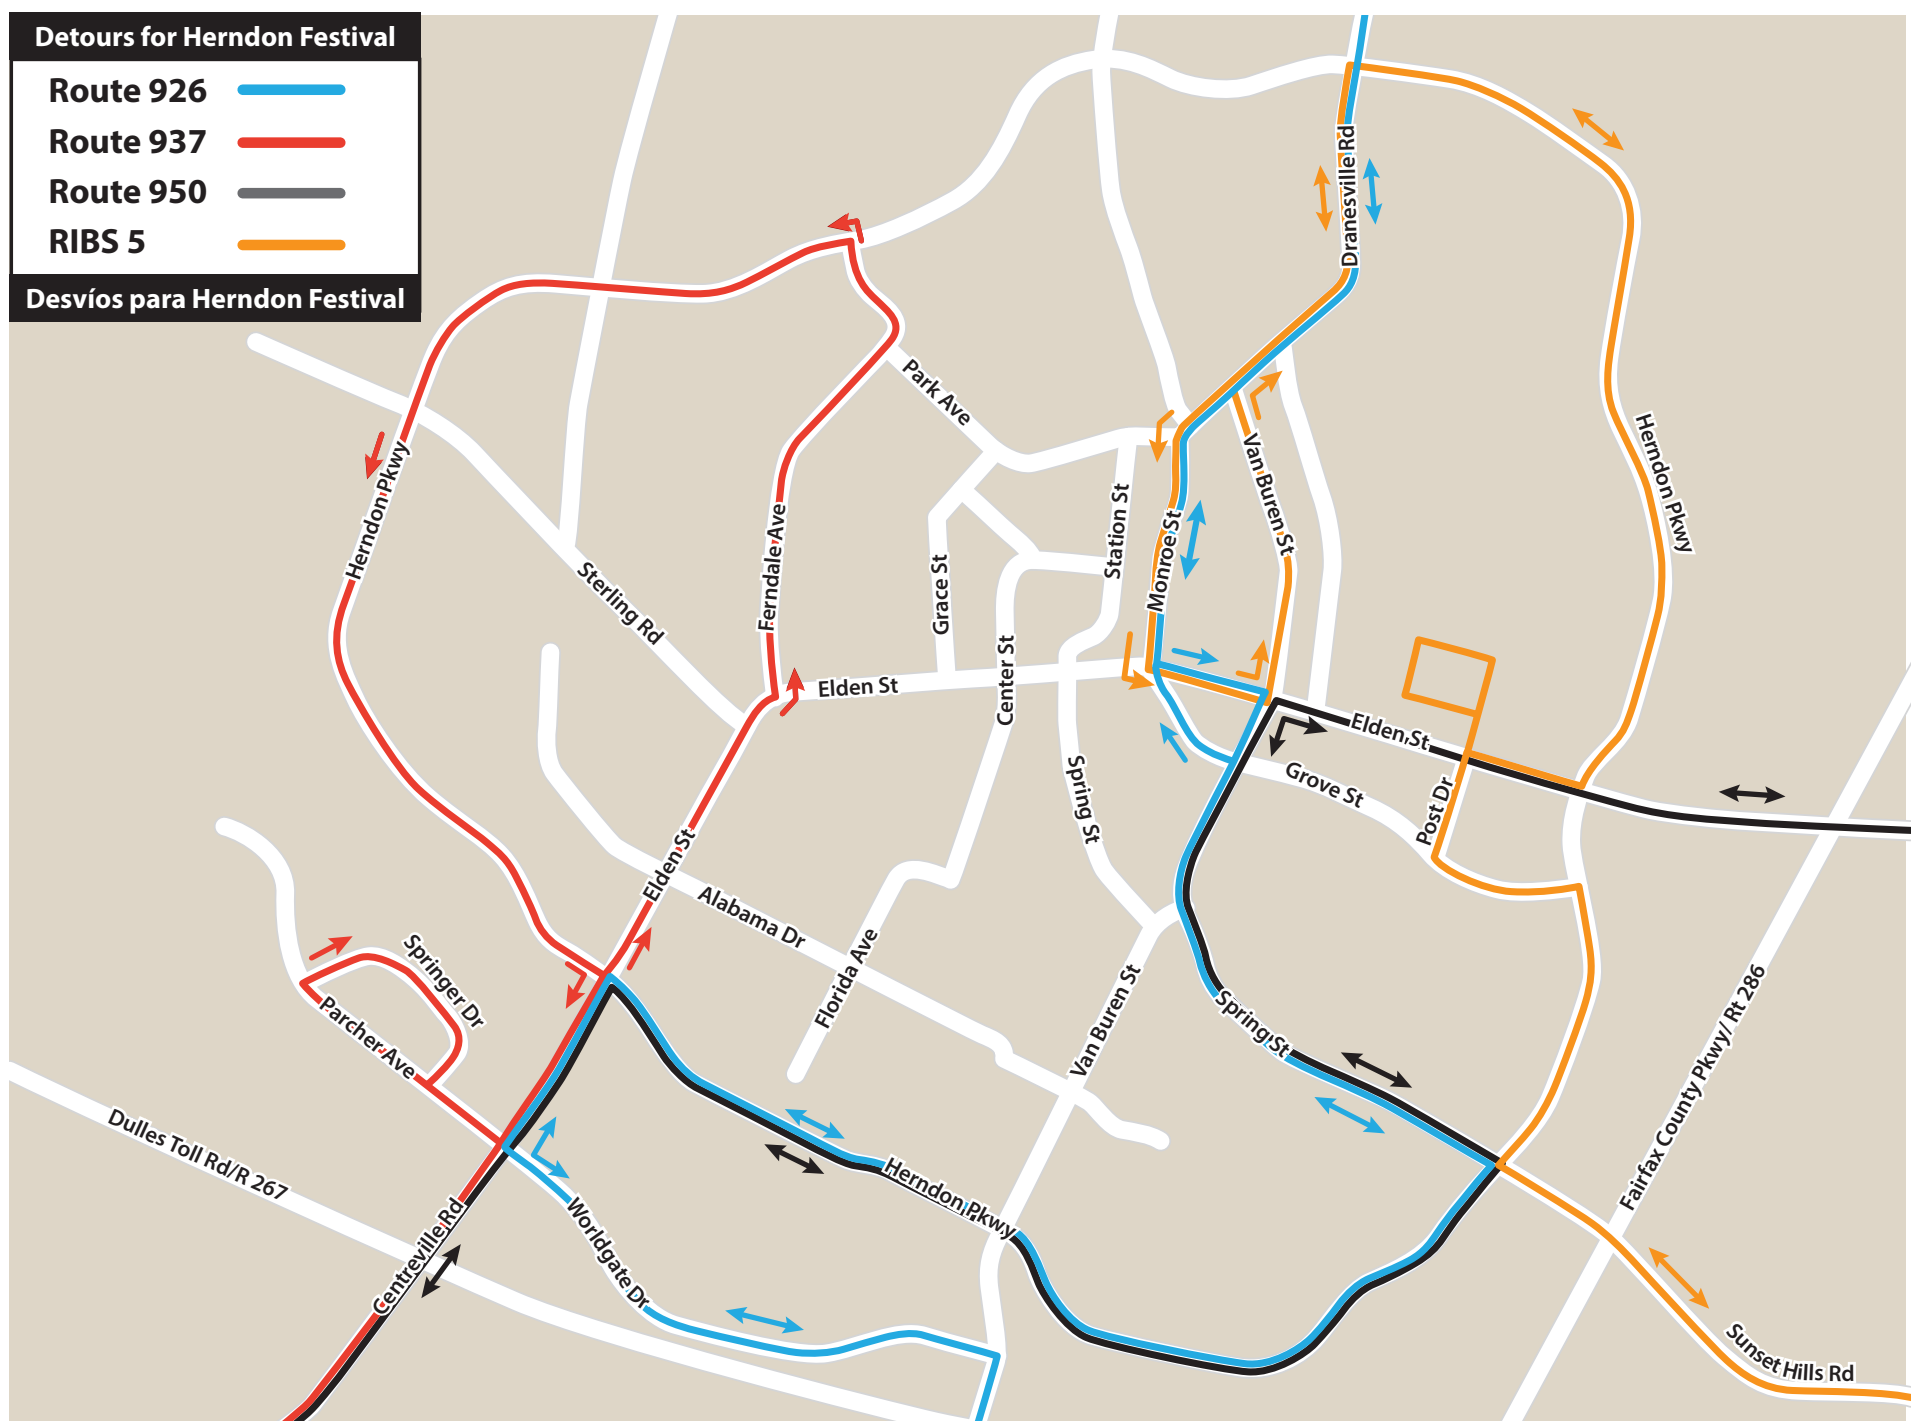 Detours for Herndon Festival
Route 926
Route 937
Route 950
RIBS 5
Desvíos para Herndon Festival
Dranesville Rd
Park Ave
Herndon Pkwy
Van Buren St
Herndon Pkwy
Station St
Monroe St
Ferndale Ave
Grace St
Sterling Rd
Center St
Elden St
Elden St
Spring St
Grove St
Post Dr
Elden St
Alabama Dr
Florida Ave
Springer Dr
Parcher Ave
Van Buren St
Spring St
Fairfax County Pkwy/ Rt 286
Dulles Toll Rd/R 267
Herndon Pkwy
Worldgate Dr
Centreville Rd
Sunset Hills Rd